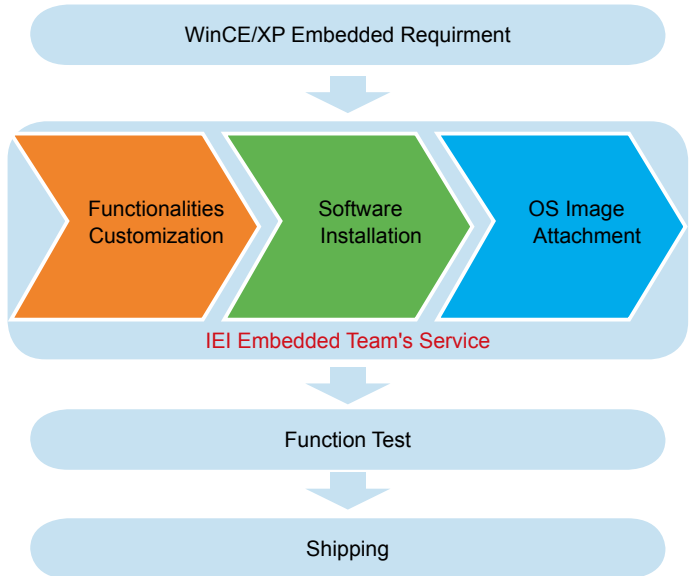 WinCE/XP Embedded Requirment
Functionalities
Customization
Software
Installation
OS Image
Attachment
IEI Embedded Team's Service
Function Test
Shipping